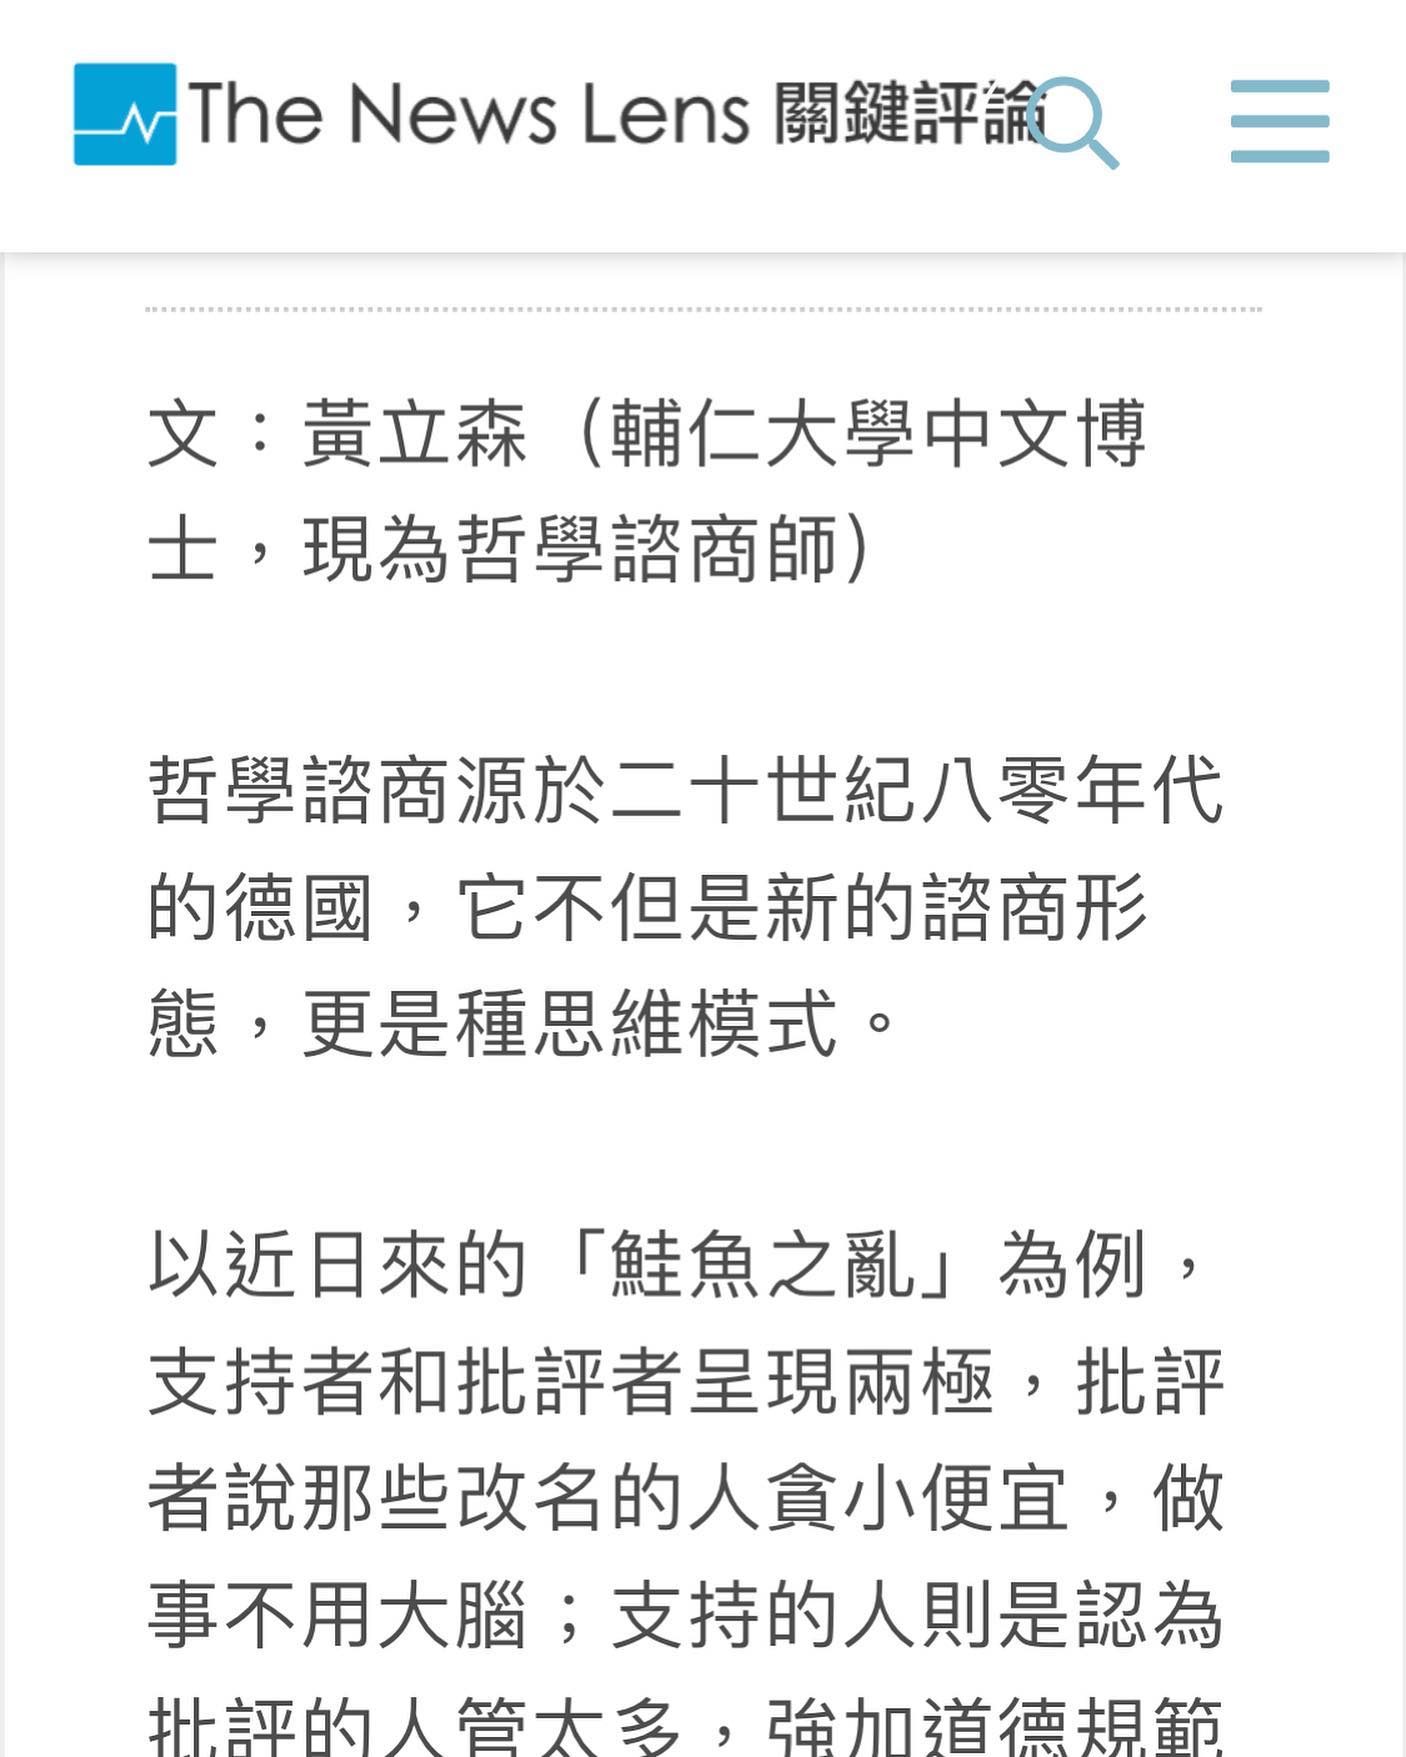 The News Lens 關鍵評論
文：黃立森（輔仁大學中文博
士，現為哲學諮商師）
哲學諮商源於二十世紀八零年代
的德國，它不但是新的諮商形
態，更是種思維模式。
以近日來的「鮭魚之亂」為例，
支持者和批評者呈現兩極，批評
者說那些改名的人貪小便宜，做
事不用大腦；支持的人則是認為
批評的人管太多，強加道德規範